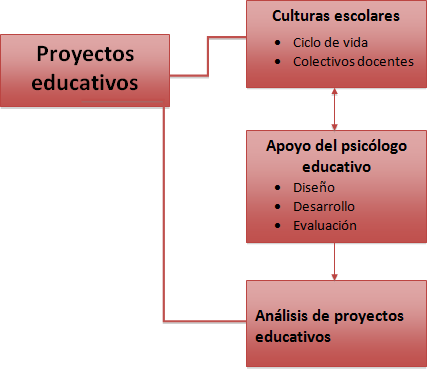 Proyectos
educativos
Culturas escolares
• Ciclo de vida
• Colectivos docentes
Apoyo del psicólogo
educativo
• Diseño
• Desarrollo
• Evaluación
Análisis de proyectos
educativos